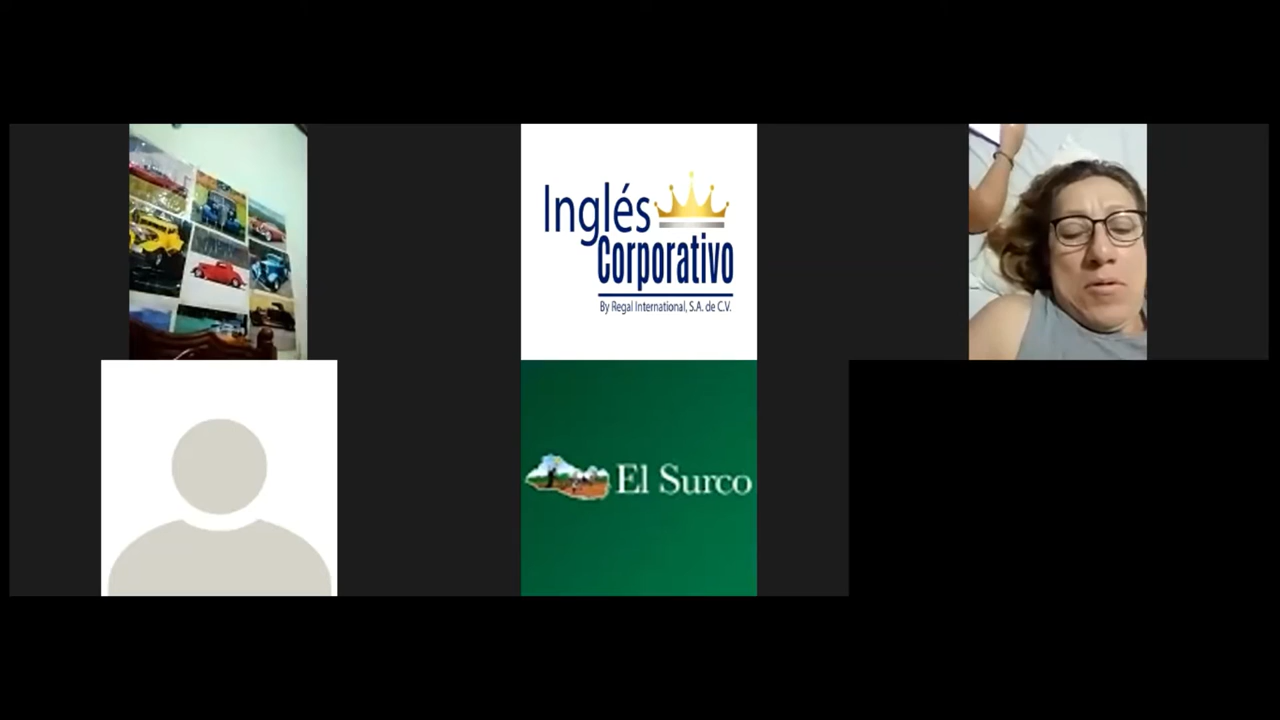 Inglés
Corporativo
By Regal International, S.A. de C.V.
El Surco